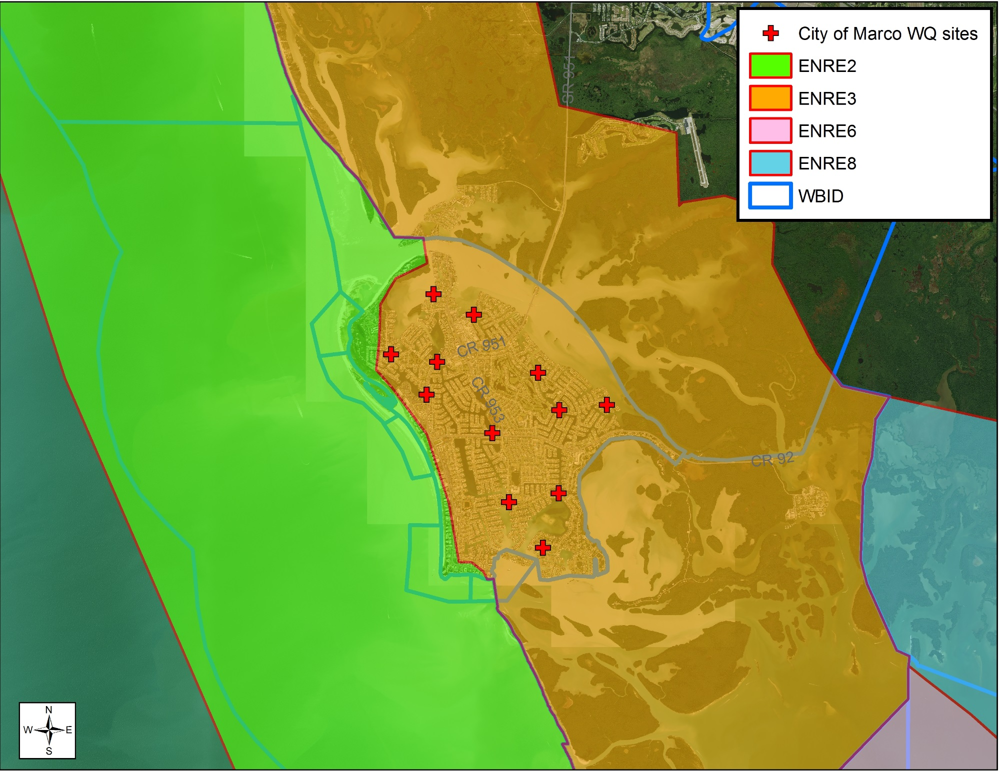 City of Marco WQ sites
ENRE2
ENRE3
ENRE6
ENRE8
WBID
SR 951
CR 951
CR 953
CR 92
N
W E
S